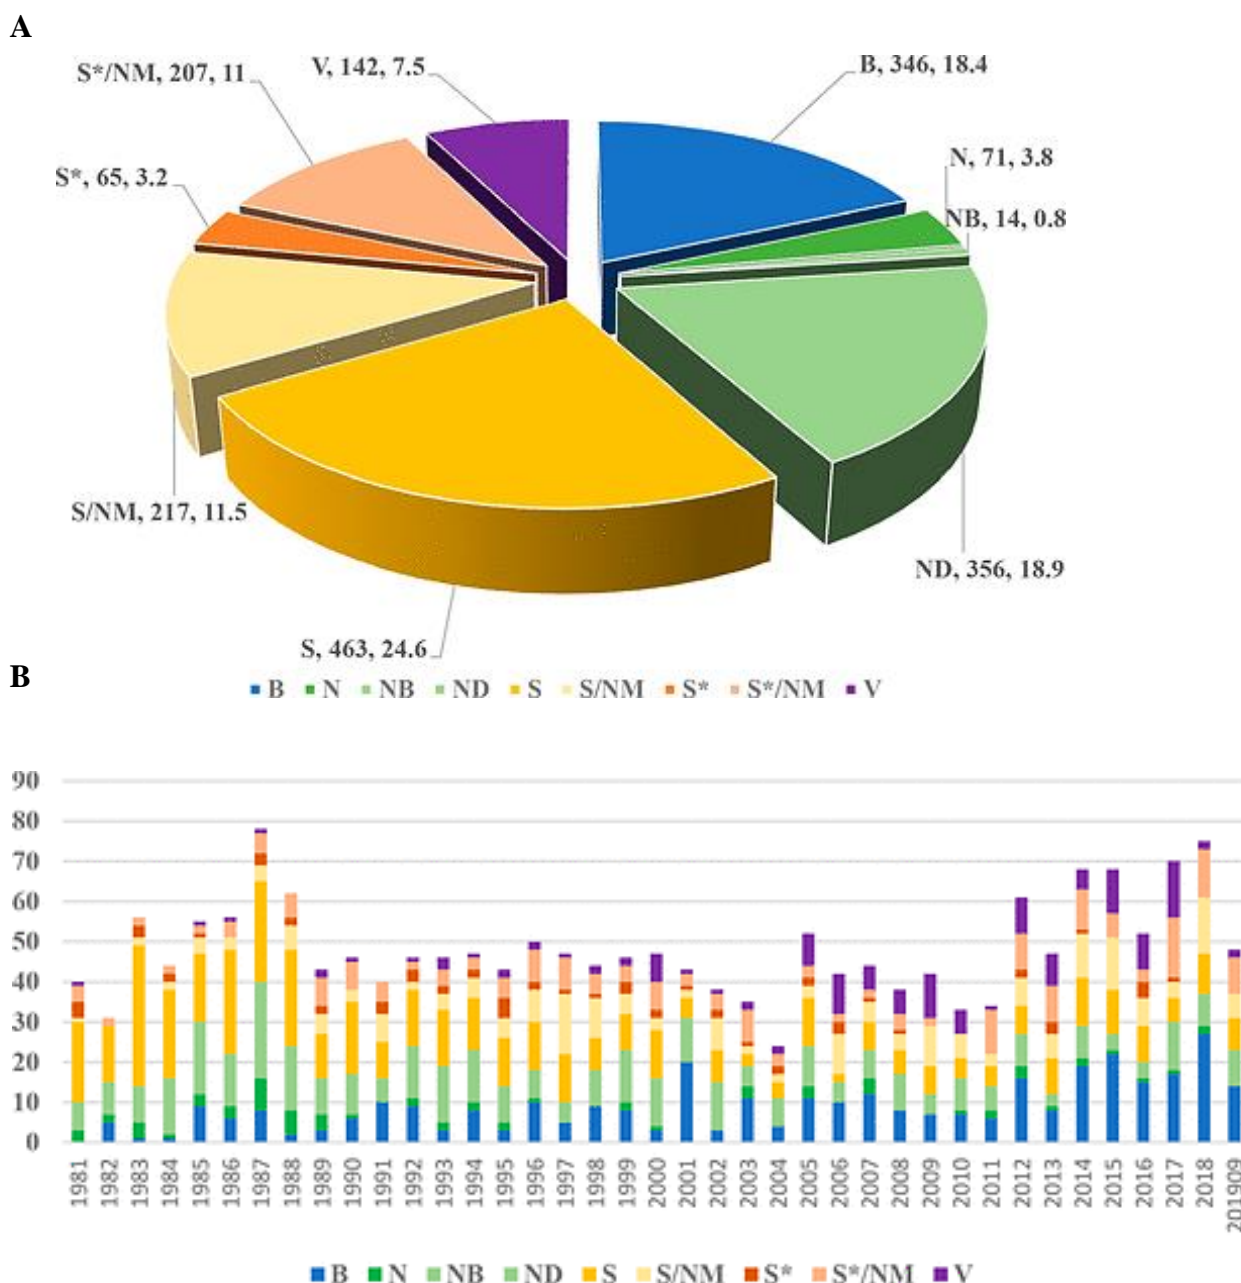 A
S*/NM, 207, 11
V, 142, 7.5
B, 346, 18.4
N, 71, 3.8
S*, 65, 3.2
NB, 14, 0.8
S/NM, 217, 11.5
ND, 356, 18.9
S, 463, 24.6
B N NB ND S S/NM S* S*/NM V
B
90
80
70
60
50
40
30
20
10
0
1981 1982 1983 1984 1985 1986 1987 1988 1989 1990 1991 1992 1993 1994 1995 1996 1997 1998 1999 2000 2001 2002 2003 2004 2005 2006 2007 2008 2009 2010 2011 2012 2013 2014 2015 2016 2017 2018 201909
B N NB ND S S/NM S* S*/NM V